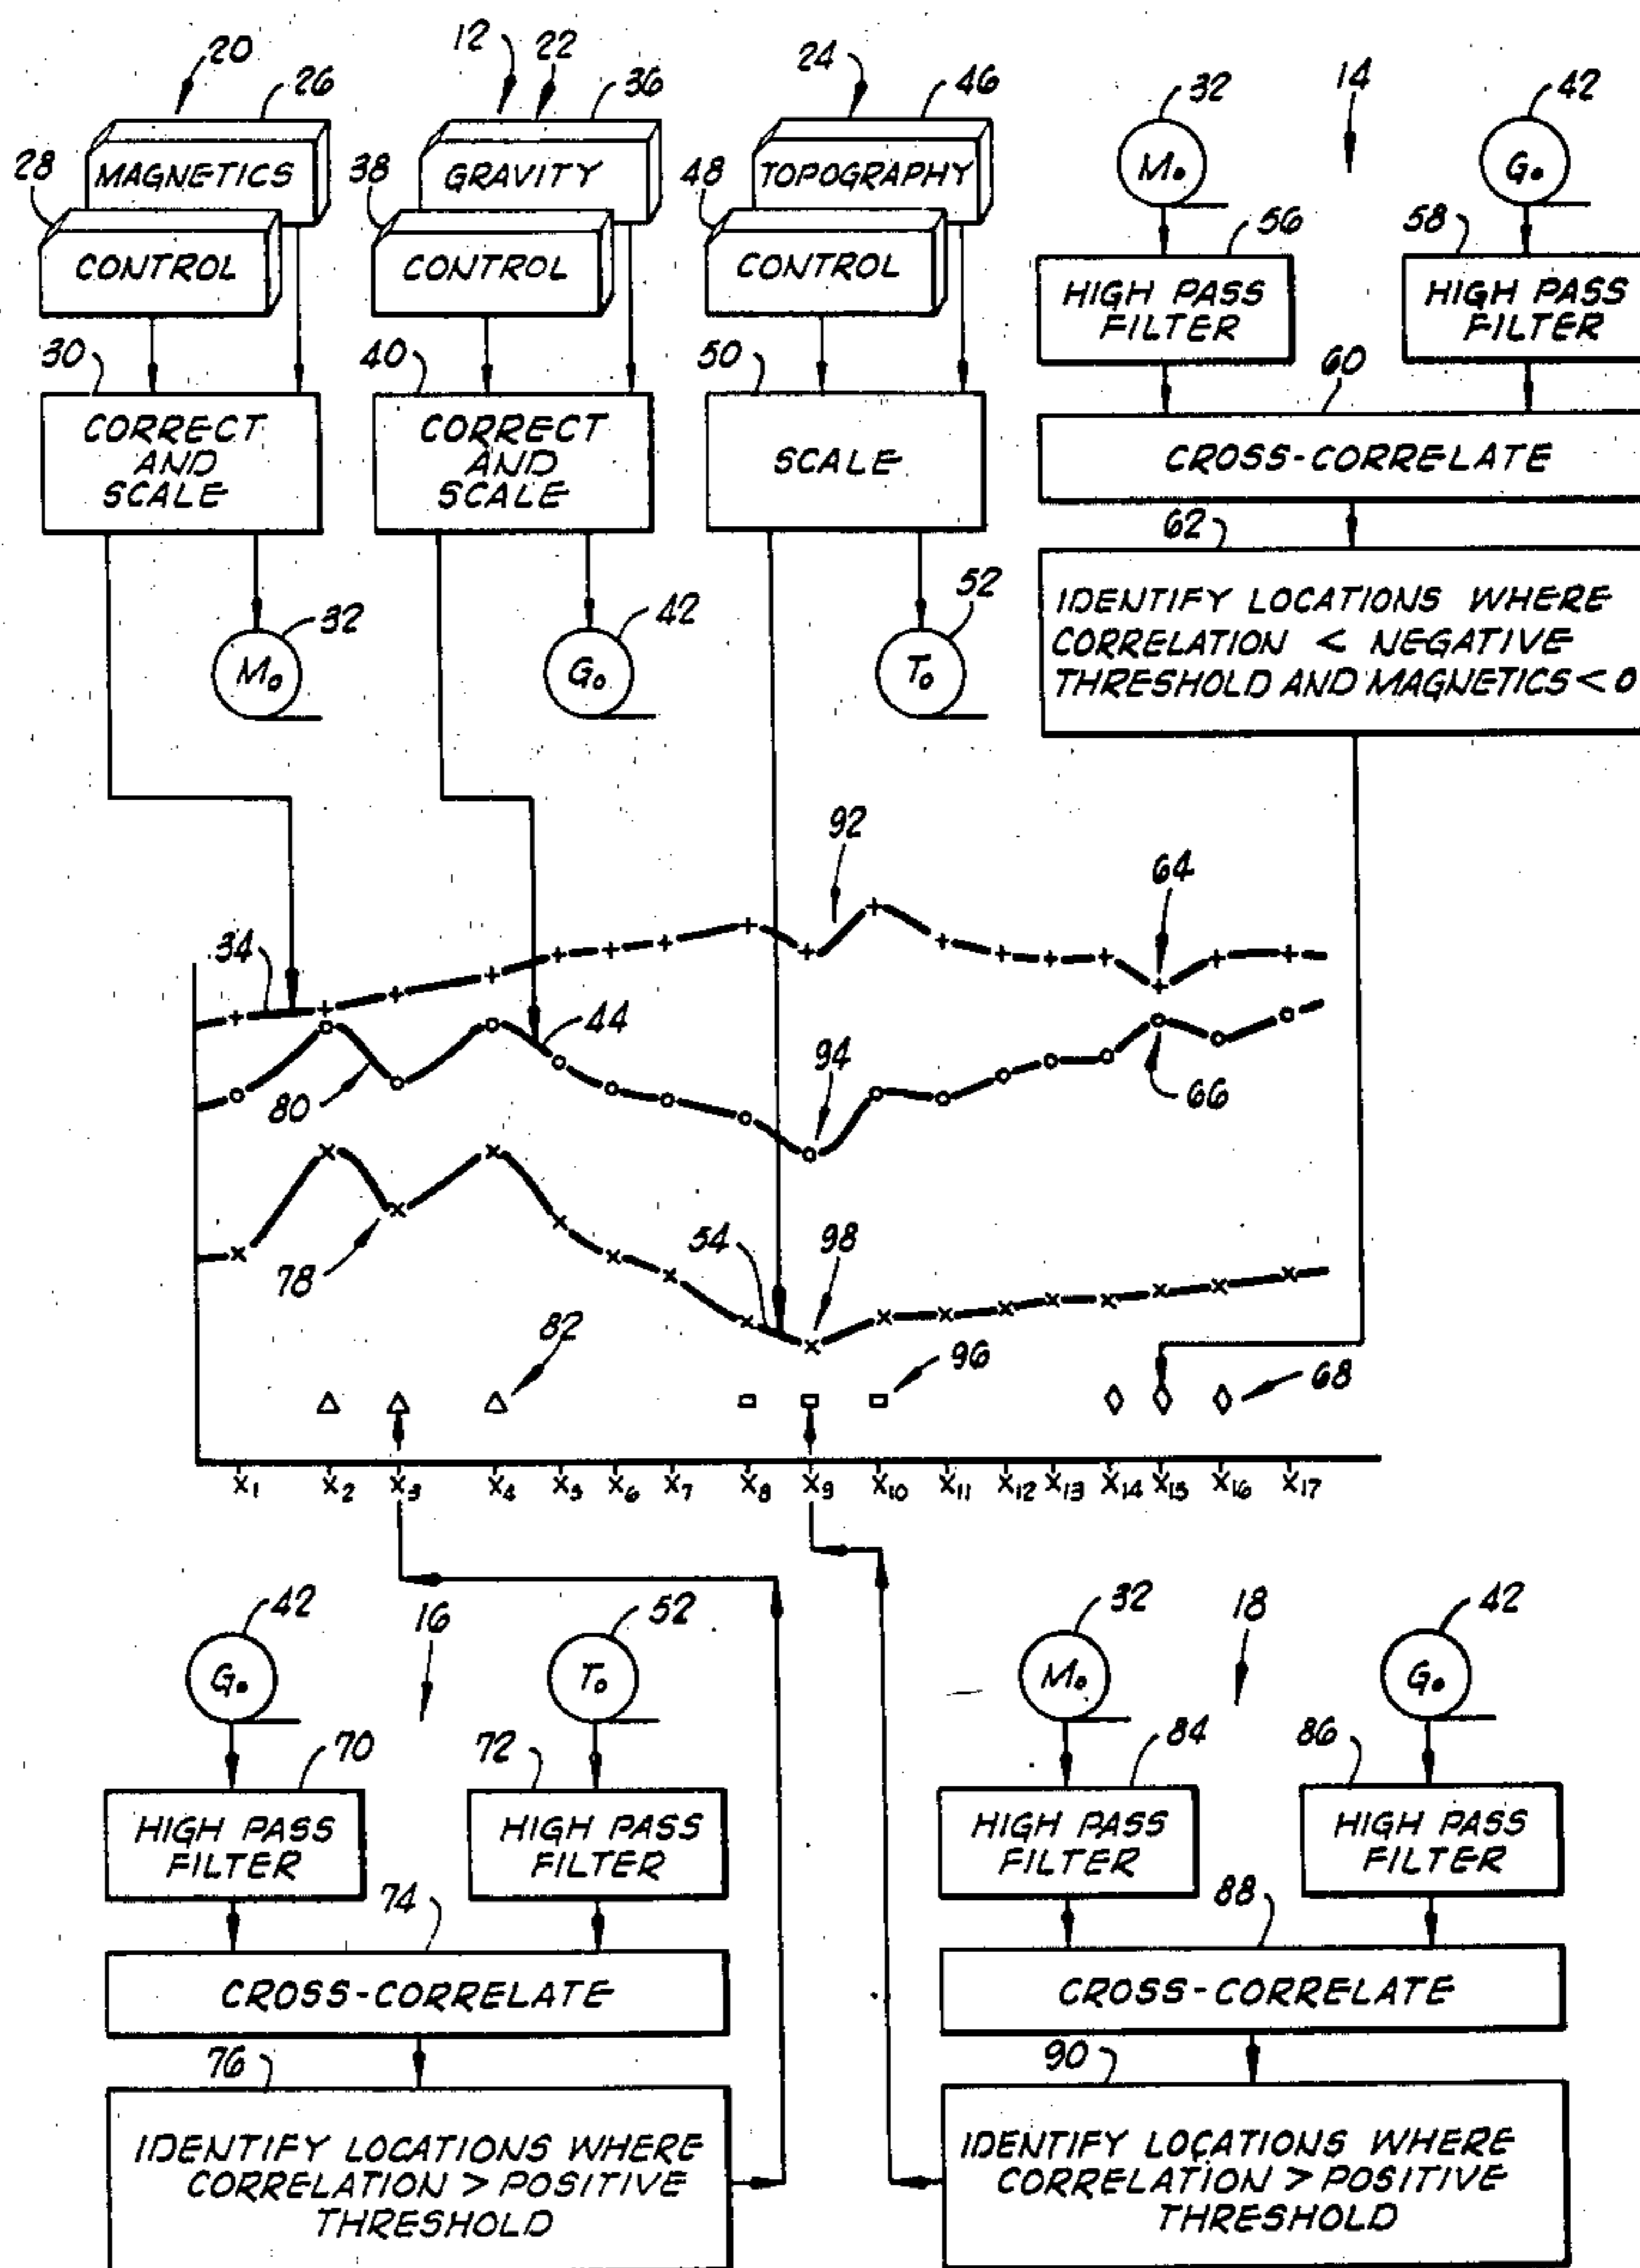 20
26
12
22
36
24
46
32
14
42
28
MAGNETICS
38
GRAVITY
48
TOPOGRAPHY
M₀
G₀
CONTROL
CONTROL
CONTROL
56
58
HIGH PASS
FILTER
HIGH PASS
FILTER
30
40
50
60
CORRECT
AND
SCALE
CORRECT
AND
SCALE
SCALE
CROSS-CORRELATE
62
32
42
52
IDENTIFY LOCATIONS WHERE
CORRELATION < NEGATIVE
THRESHOLD AND MAGNETICS < 0
M₀
G₀
T₀
92
64
34
44
94
80
66
54
98
78
82
96
68
X₁ X₂ X₃ X₄ X₅ X₆ X₇ X₈ X₉ X₁₀ X₁₁ X₁₂ X₁₃ X₁₄ X₁₅ X₁₆ X₁₇
42
16
52
32
18
42
G₀
T₀
M₀
G₀
70
72
84
86
HIGH PASS
FILTER
HIGH PASS
FILTER
HIGH PASS
FILTER
HIGH PASS
FILTER
74
88
CROSS-CORRELATE
CROSS-CORRELATE
76
90
IDENTIFY LOCATIONS WHERE
CORRELATION > POSITIVE
THRESHOLD
IDENTIFY LOCATIONS WHERE
CORRELATION > POSITIVE
THRESHOLD